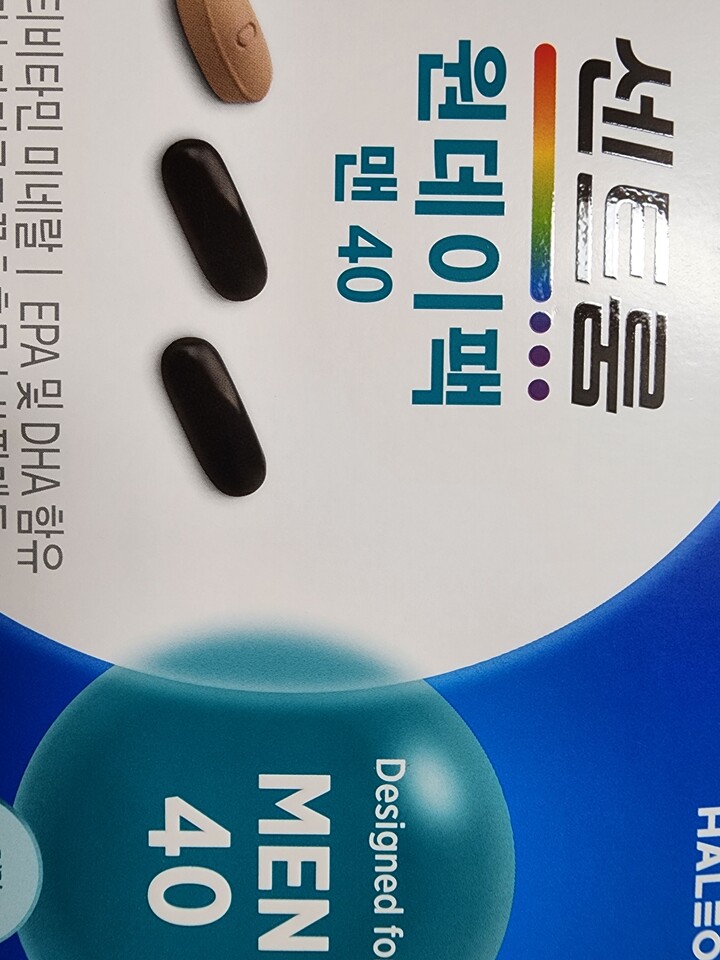 센트룸
원데이팩
맨 40
티비타민 미네랄 | EPA 및 DHA 함유
HALEO
Designed fo
MEN
40